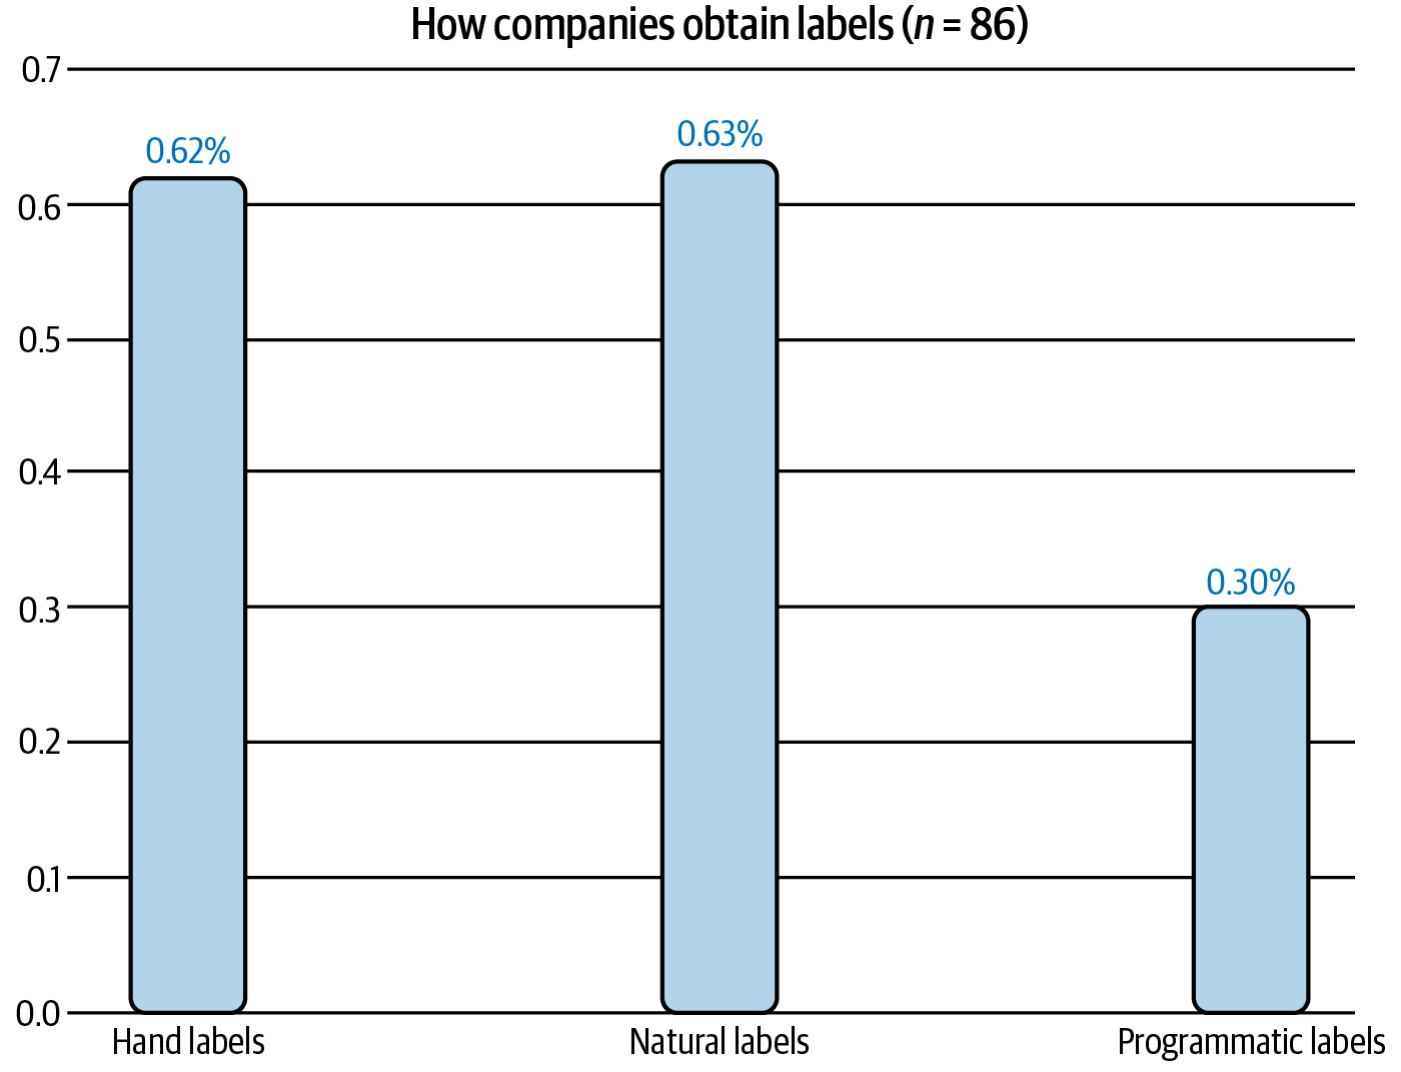 How companies obtain labels (n = 86)
0.7
0.62%
0.63%
0.6
0.5
0.4
0.30%
0.3
0.2
0.1
0.0
Hand labels
Natural labels
Programmatic labels